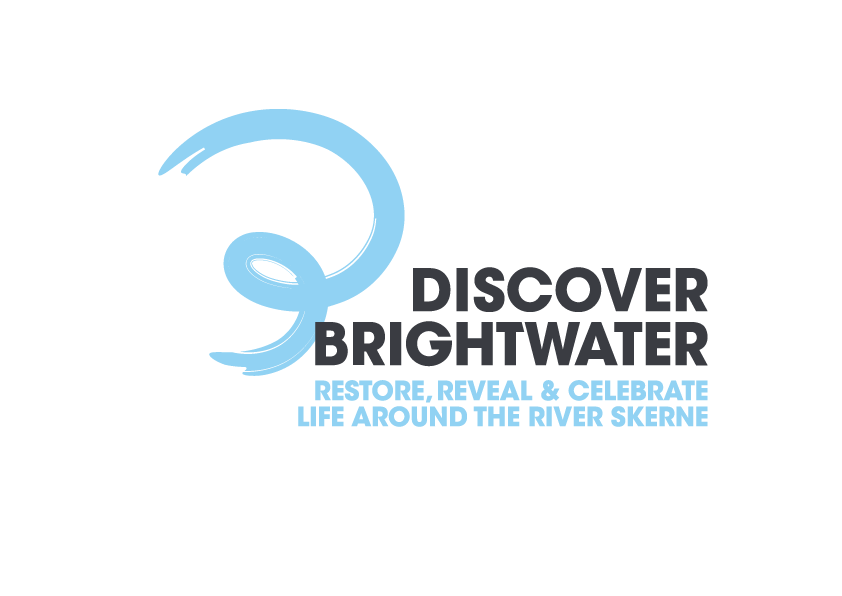 DISCOVER
BRIGHTWATER
RESTORE, REVEAL & CELEBRATE
LIFE AROUND THE RIVER SKERNE